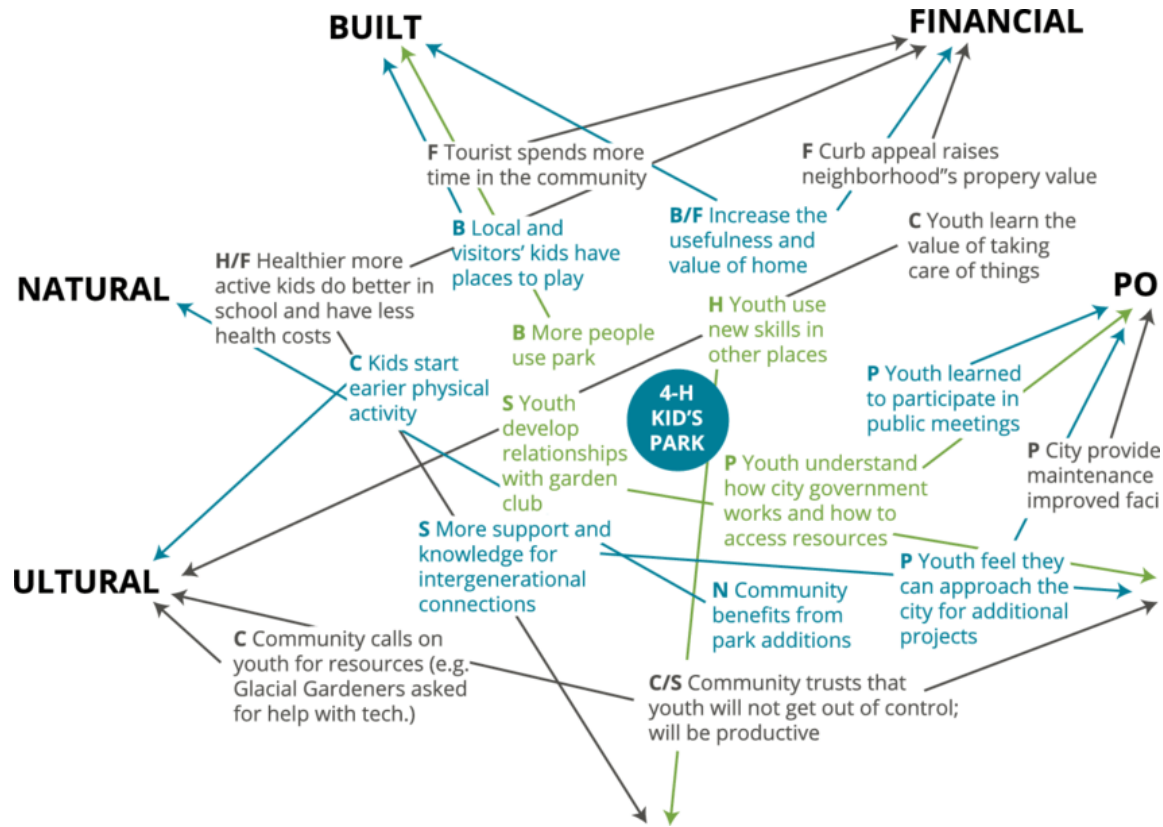 BUILT
FINANCIAL
F Tourist spends more
time in the community
F Curb appeal raises
neighborhood"s propery value
B Local and
visitors' kids have
places to play
B/F Increase the
usefulness and
value of home
C Youth learn the
value of taking
care of things
H/F Healthier more
active kids do better in
school and have less
health costs
NATURAL
PO
H Youth use
new skills in
other places
B More people
use park
C Kids start
earier physical
activity
4-H
KID'S
PARK
P Youth learned
to participate in
public meetings
S Youth
develop
relationships
with garden
club
P Youth understand
how city government
works and how to
access resources
P City provide
maintenance
improved faci
S More support and
knowledge for
intergenerational
connections
P Youth feel they
can approach the
city for additional
projects
ULTURAL
N Community
benefits from
park additions
C Community calls on
youth for resources (e.g.
Glacial Gardeners asked
for help with tech.)
C/S Community trusts that
youth will not get out of control;
will be productive